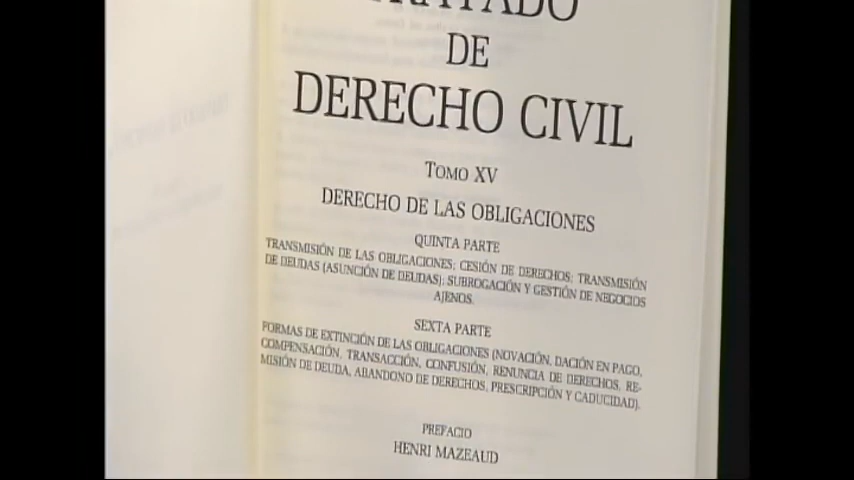 TRATADO
DE
DERECHO CIVIL
TOMO XV
DERECHO DE LAS OBLIGACIONES
QUINTA PARTE
TRANSMISIÓN DE LAS OBLIGACIONES; CESIÓN DE DERECHOS; TRANSMISIÓN
DE DEUDAS (ASUNCIÓN DE DEUDAS); SUBROGACIÓN Y GESTIÓN DE NEGOCIOS
AJENOS.
SEXTA PARTE
FORMAS DE EXTINCIÓN DE LAS OBLIGACIONES (NOVACIÓN, DACIÓN EN PAGO,
COMPENSACIÓN, TRANSACCIÓN, CONFUSIÓN, RENUNCIA DE DERECHOS, RE-
MISIÓN DE DEUDA, ABANDONO DE DERECHOS, PRESCRIPCIÓN Y CADUCIDAD).
PREFACIO
HENRI MAZEAUD